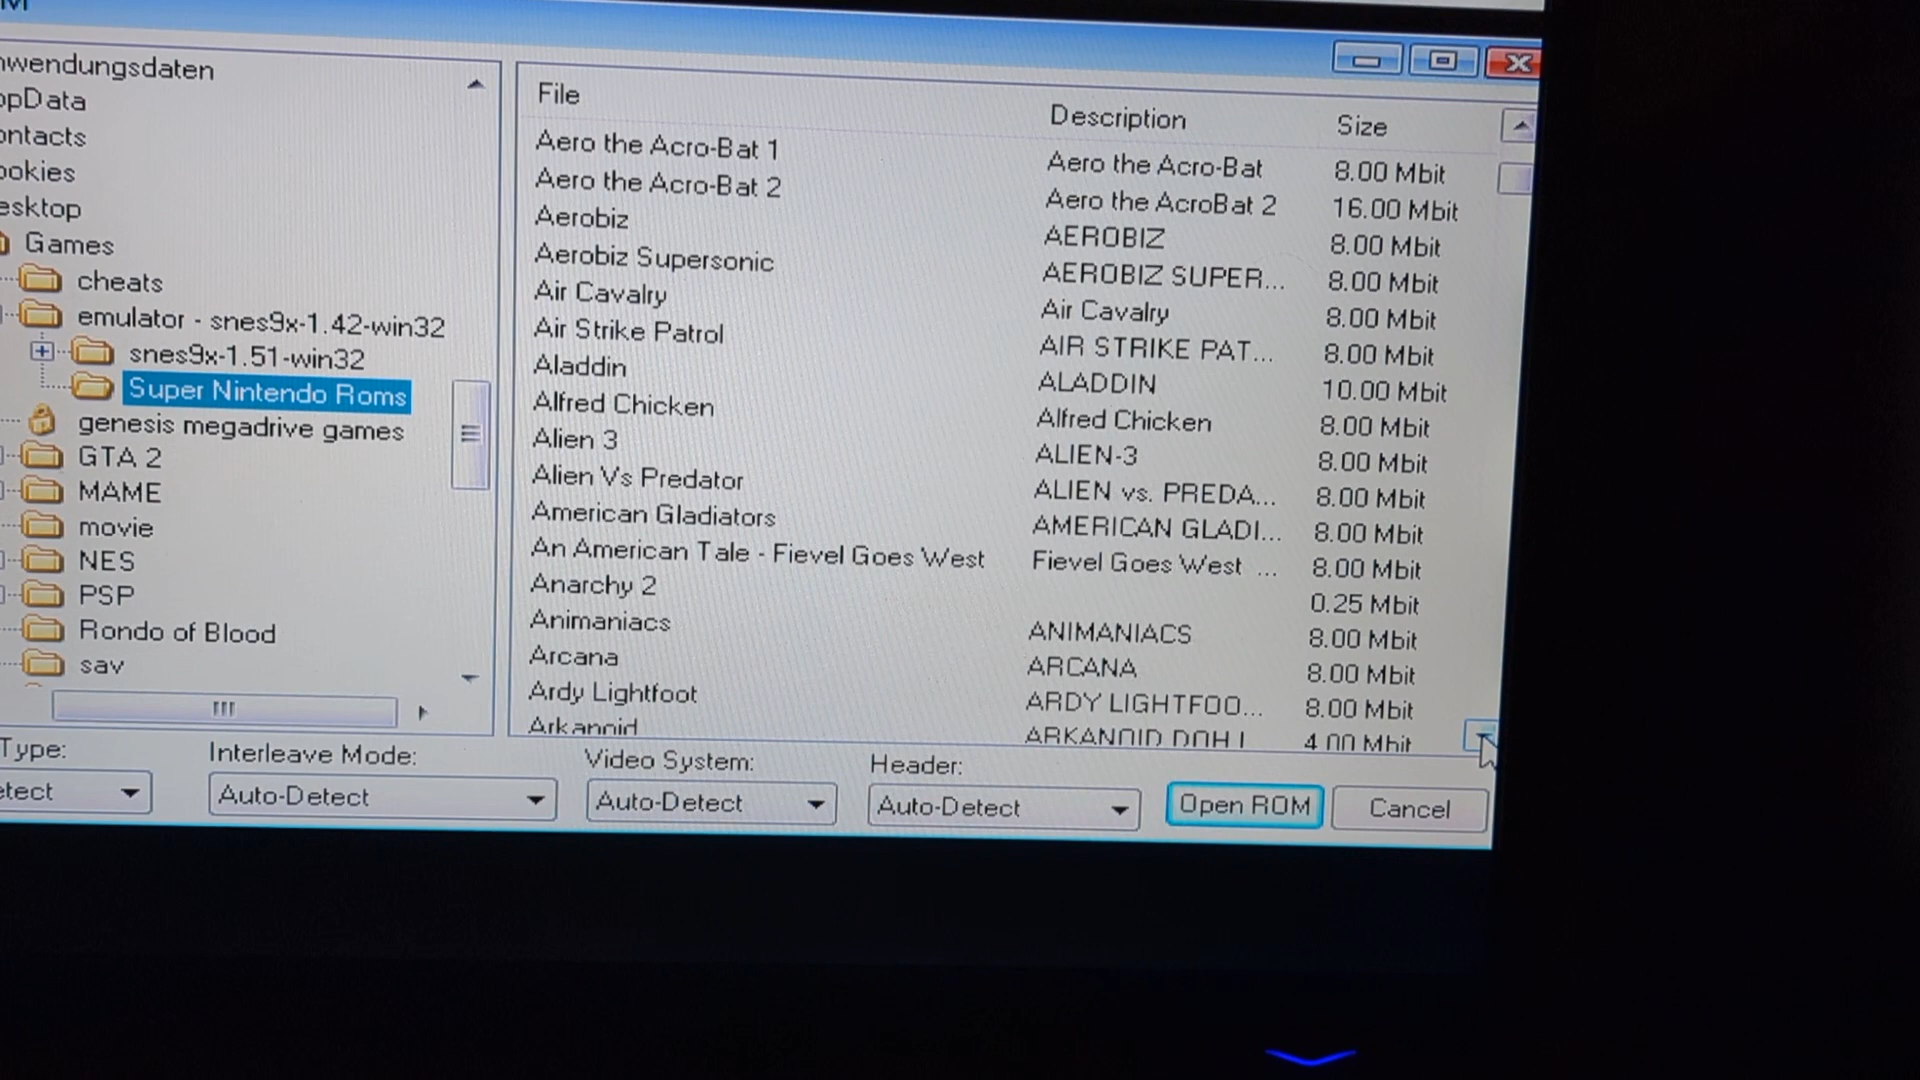 nwendungsdaten
ppData
ontacts
ookies
esktop
Games
cheats
emulator - snes9x-1.42-win32
snes9x-1.51-win32
Super Nintendo Roms
genesis megadrive games
GTA 2
MAME
movie
NES
PSP
Rondo of Blood
sav
File Description Size
Aero the Acro-Bat 1 Aero the Acro-Bat 8.00 Mbit
Aero the Acro-Bat 2 Aero the AcroBat 2 16.00 Mbit
Aerobiz AEROBIZ 8.00 Mbit
Aerobiz Supersonic AEROBIZ SUPER... 8.00 Mbit
Air Cavalry Air Cavalry 8.00 Mbit
Air Strike Patrol AIR STRIKE PAT... 8.00 Mbit
Aladdin ALADDIN 10.00 Mbit
Alfred Chicken Alfred Chicken 8.00 Mbit
Alien 3 ALIEN-3 8.00 Mbit
Alien Vs Predator ALIEN vs. PREDA... 8.00 Mbit
American Gladiators AMERICAN GLADI... 8.00 Mbit
An American Tale - Fievel Goes West Fievel Goes West ... 8.00 Mbit
Anarchy 2 0.25 Mbit
Animaniacs ANIMANIACS 8.00 Mbit
Arcana ARCANA 8.00 Mbit
Ardy Lightfoot ARDY LIGHTFOO... 8.00 Mbit
Arkanoid ARKANOID DOH I 4.00 Mbit
Type: Interleave Mode: Video System: Header:
etect Auto-Detect Auto-Detect Auto-Detect Open ROM Cancel